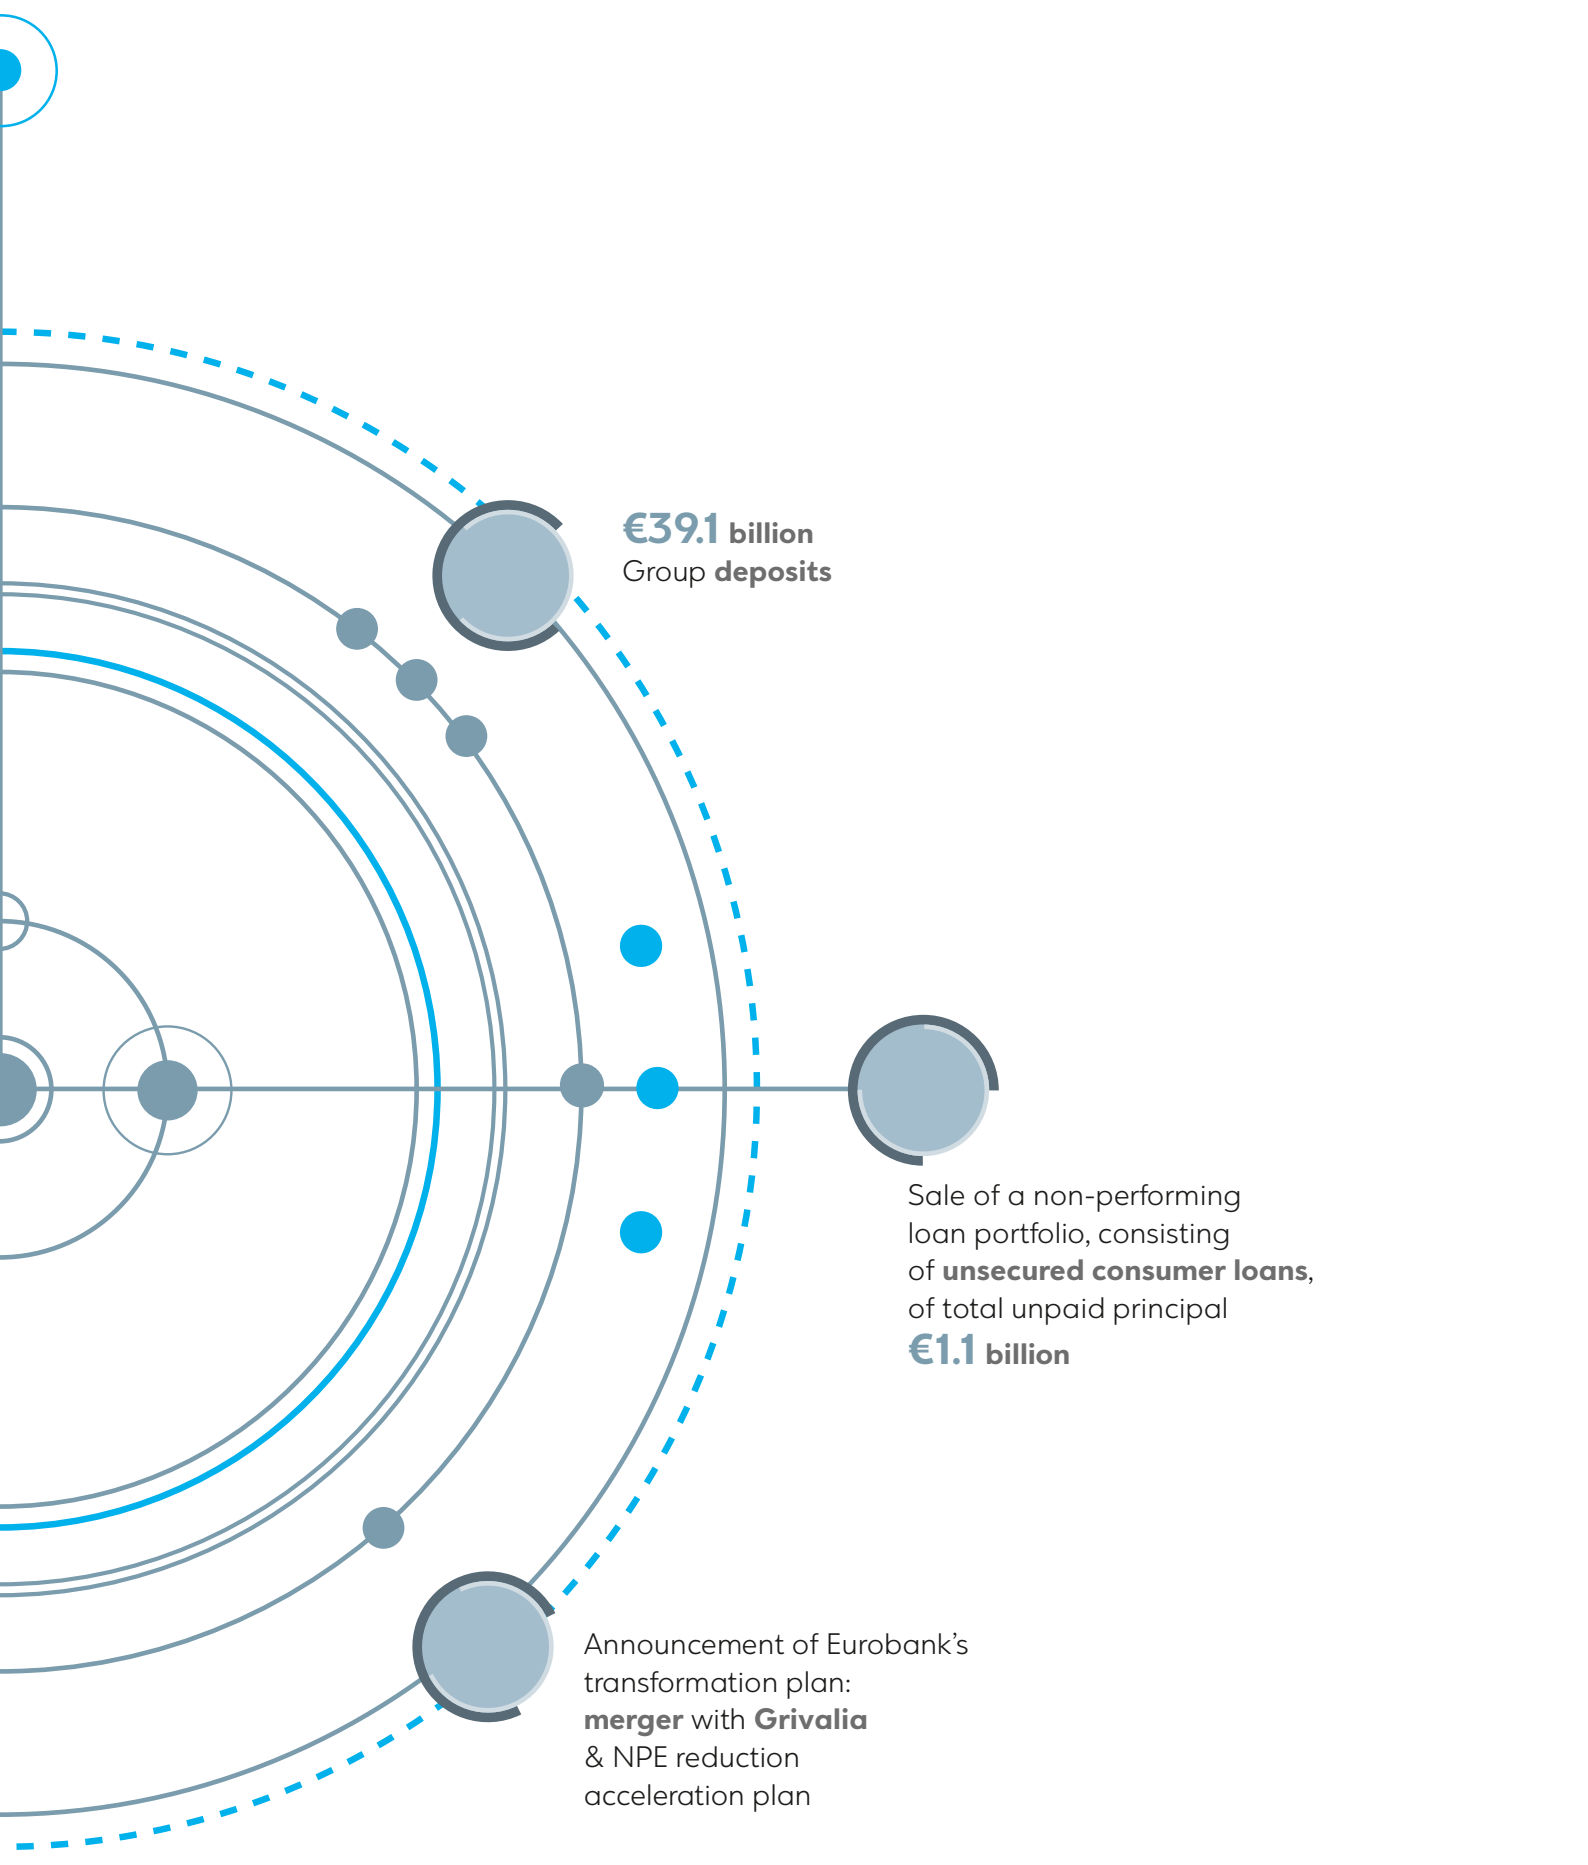 €39.1 billion
Group deposits
Sale of a non-performing
loan portfolio, consisting
of unsecured consumer loans,
of total unpaid principal
€1.1 billion
Announcement of Eurobank’s
transformation plan:
merger with Grivalia
& NPE reduction
acceleration plan